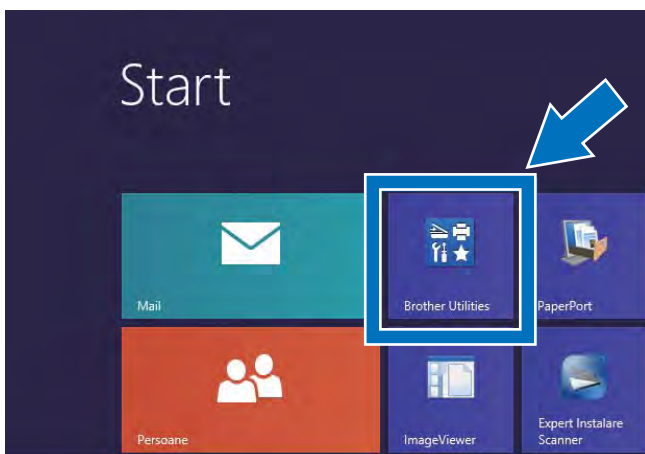 Start
Mail
Brother Utilities
PaperPort
Persoane
ImageViewer
Expert Instalare
Scanner